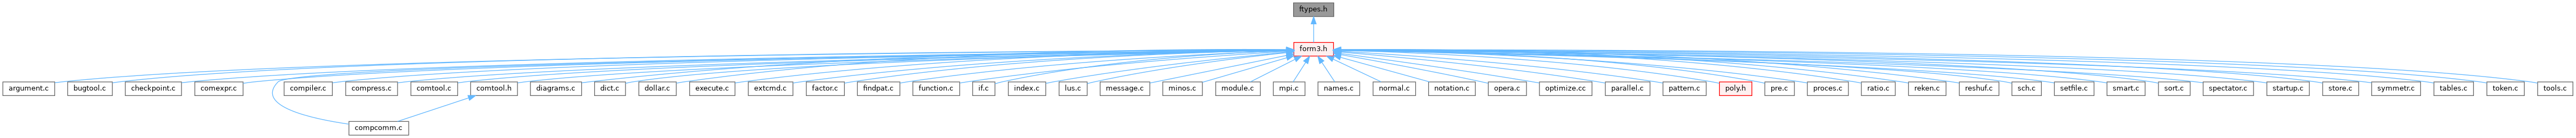 ftypes.h
form3.h
argument.c
bugtool.c
checkpoint.c
comexpr.c
compiler.c
compress.c
comtool.c
comtool.h
diagrams.c
dict.c
dollar.c
execute.c
extcmd.c
factor.c
findpat.c
function.c
if.c
index.c
lus.c
message.c
minos.c
module.c
mpi.c
names.c
normal.c
notation.c
opera.c
optimize.cc
parallel.c
pattern.c
poly.h
pre.c
proces.c
ratio.c
reken.c
reshuf.c
sch.c
setfile.c
smart.c
sort.c
spectator.c
startup.c
store.c
symmetr.c
tables.c
token.c
tools.c
compcomm.c